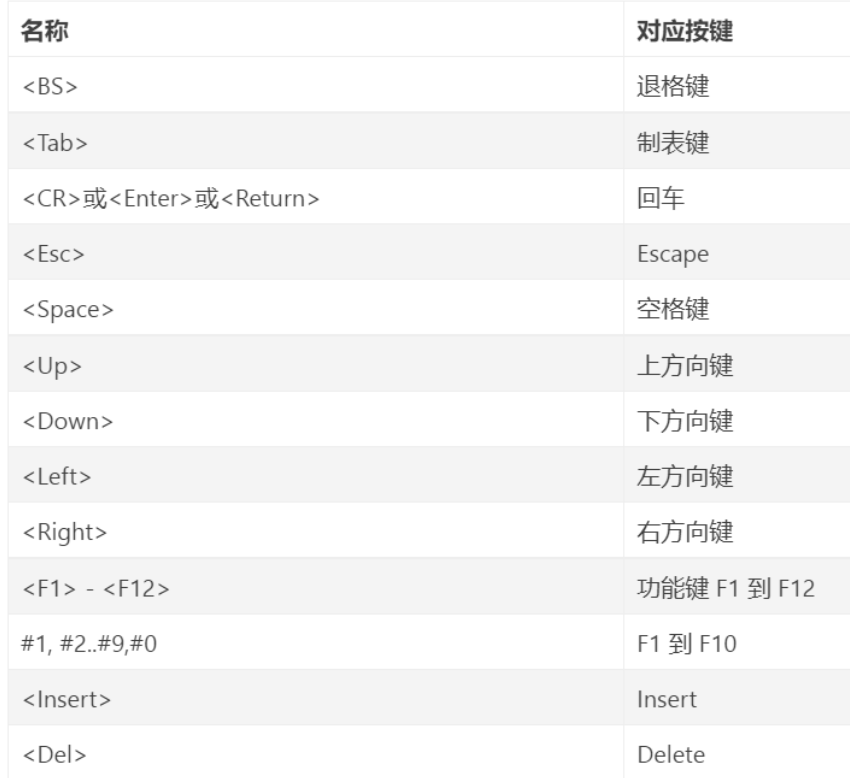 名称 对应按键
<BS> 退格键
<Tab> 制表键
<CR>或<Enter>或<Return> 回车
<Esc> Escape
<Space> 空格键
<Up> 上方向键
<Down> 下方向键
<Left> 左方向键
<Right> 右方向键
<F1> - <F12> 功能键 F1 到 F12
#1, #2..#9,#0 F1 到 F10
<Insert> Insert
<Del> Delete